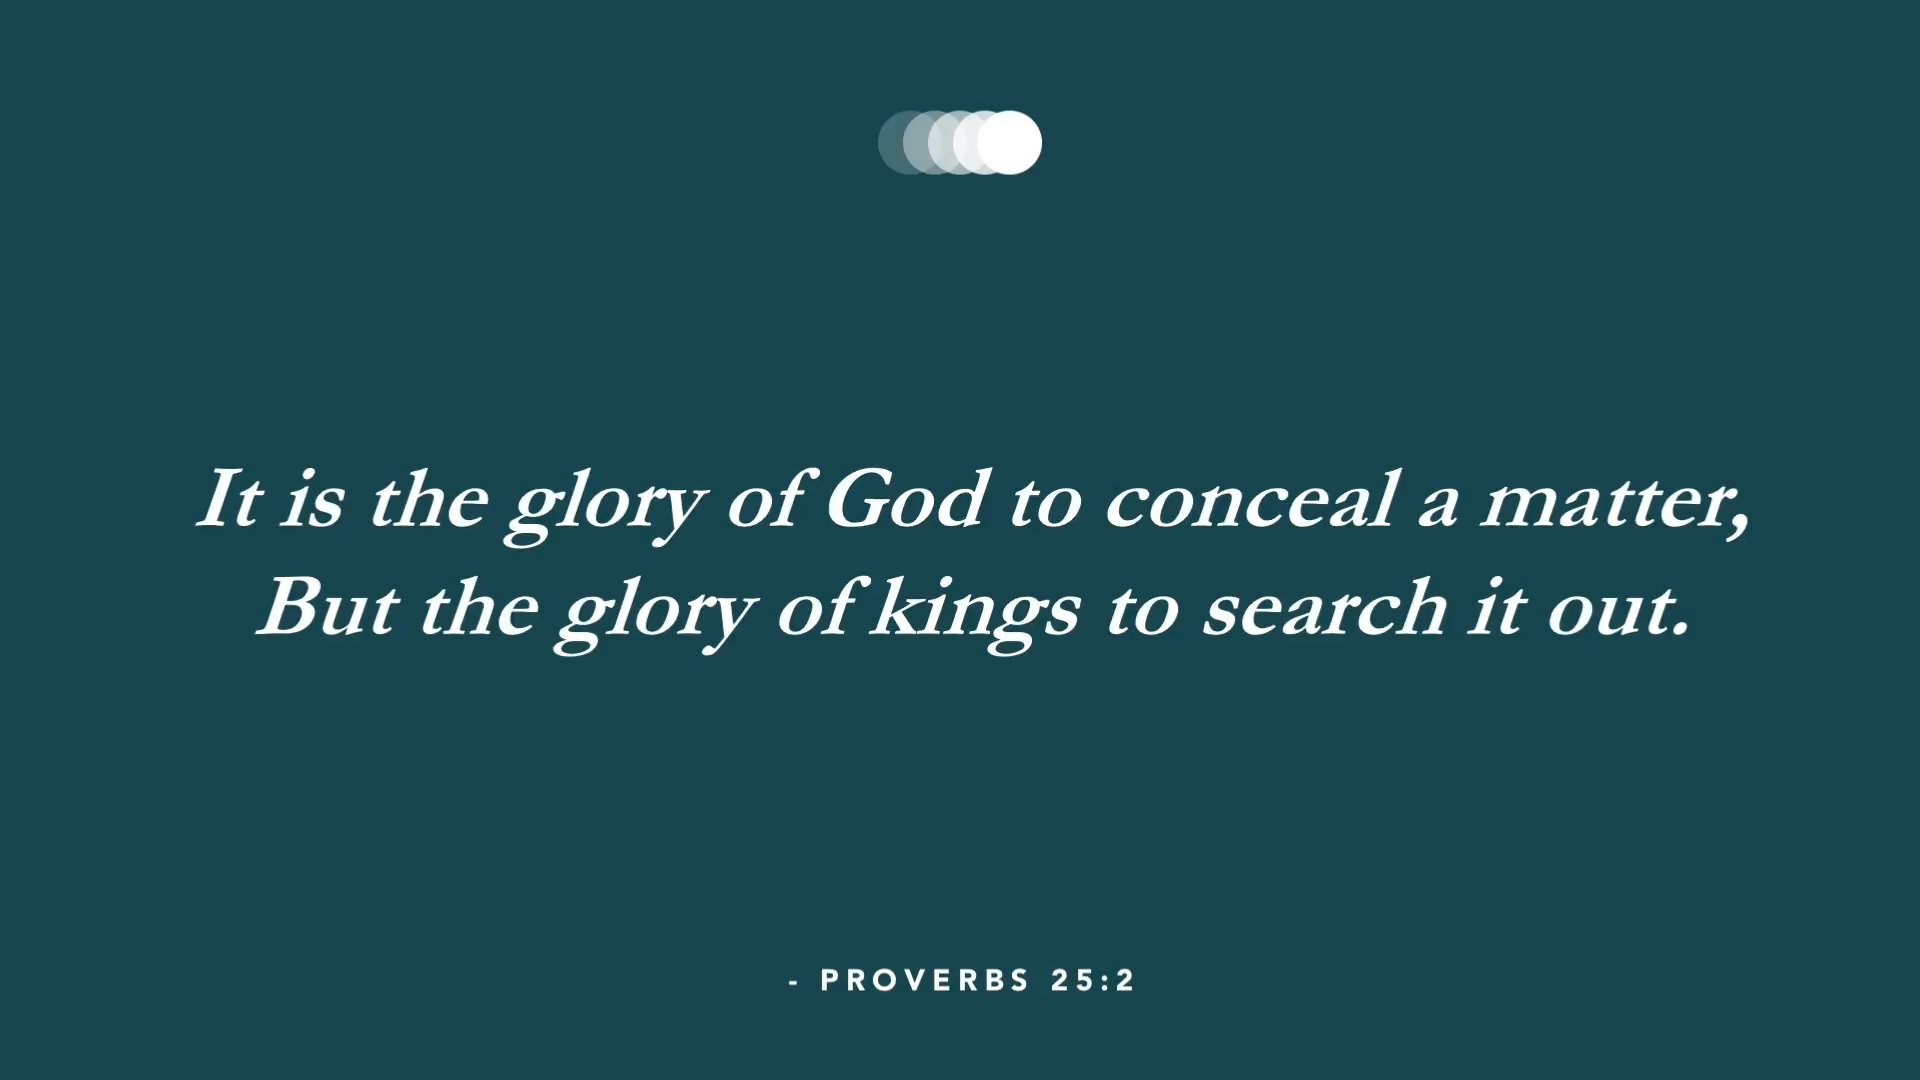 It is the glory of God to conceal a matter,
But the glory of kings to search it out.
- PROVERBS 25:2